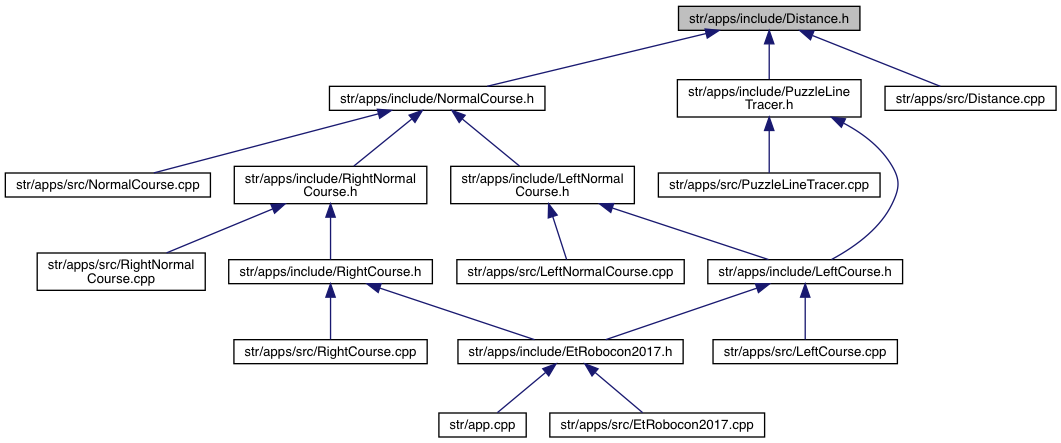 str/apps/include/Distance.h
str/apps/include/NormalCourse.h
str/apps/include/PuzzleLine
Tracer.h
str/apps/src/Distance.cpp
str/apps/src/NormalCourse.cpp
str/apps/include/RightNormal
Course.h
str/apps/include/LeftNormal
Course.h
str/apps/src/PuzzleLineTracer.cpp
str/apps/src/RightNormal
Course.cpp
str/apps/include/RightCourse.h
str/apps/src/LeftNormalCourse.cpp
str/apps/include/LeftCourse.h
str/apps/src/RightCourse.cpp
str/apps/include/EtRobocon2017.h
str/apps/src/LeftCourse.cpp
str/app.cpp
str/apps/src/EtRobocon2017.cpp